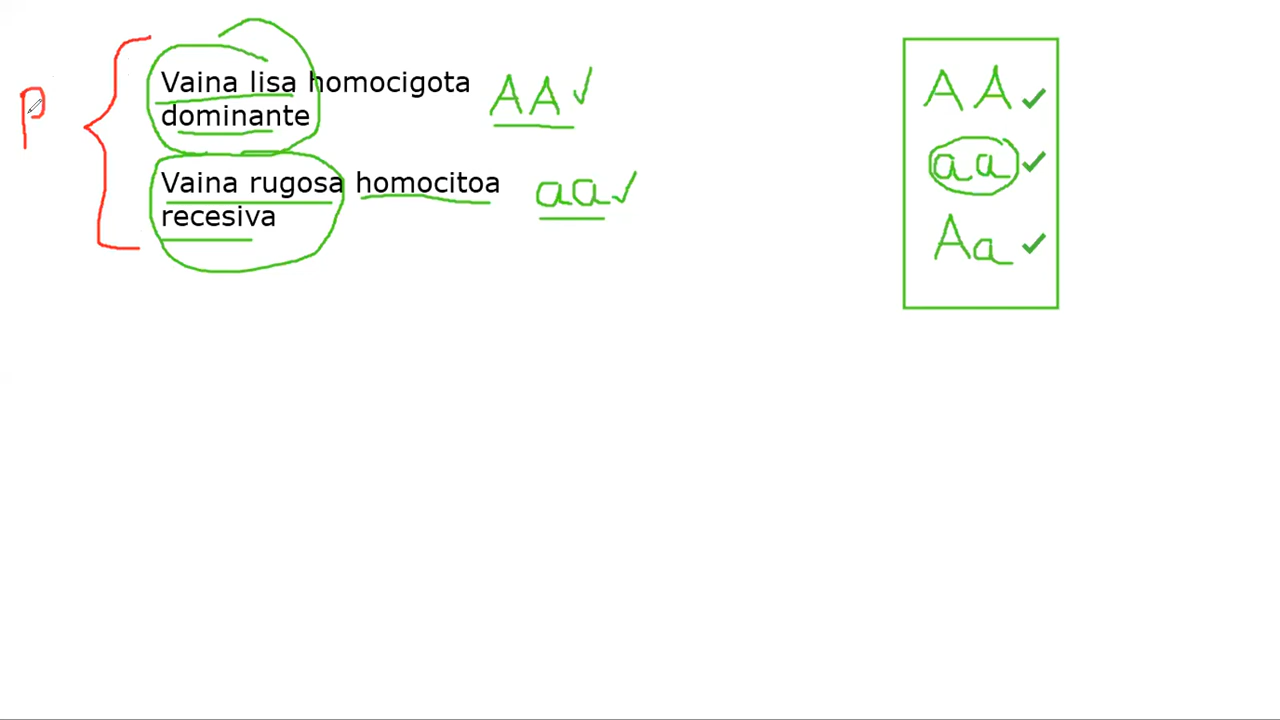 P
Vaina lisa homocigota AA
dominante
Vaina rugosa homocitoa aa
recesiva
AA
aa
Aa